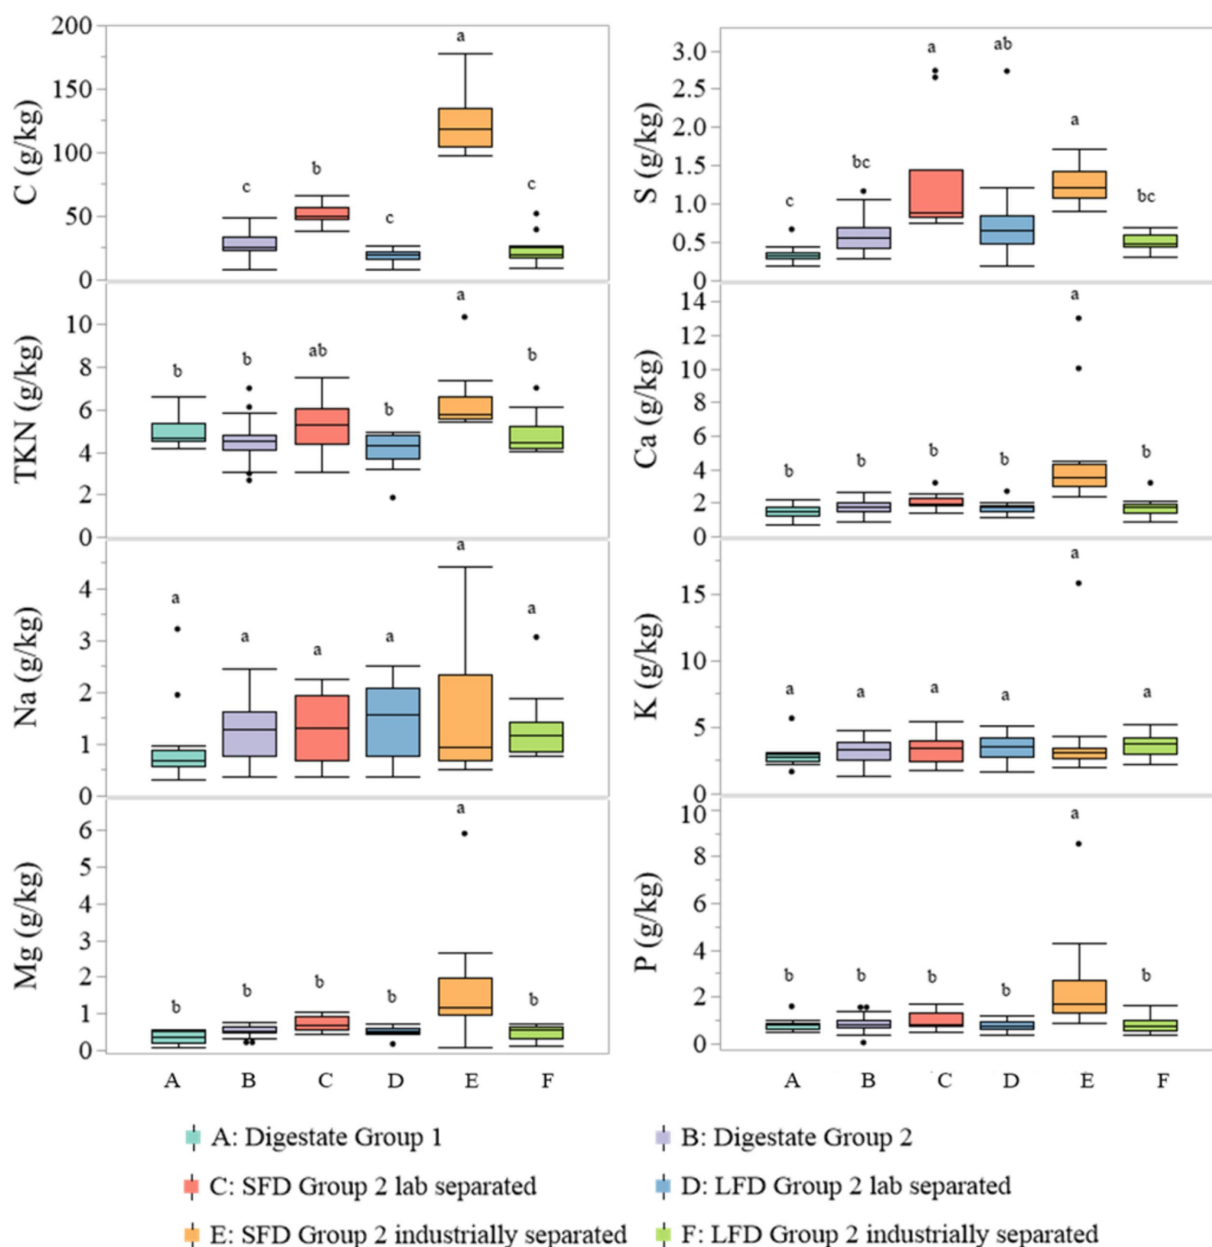 C (g/kg)
200
150
100
50
0
c
b
c
a
c
S (g/kg)
3.0
2.5
2.0
1.5
1.0
0.5
0
c
bc
a
ab
a
bc
TKN (g/kg)
10
8
6
4
2
0
b
b
ab
b
a
b
Ca (g/kg)
14
12
10
8
6
4
2
0
b
b
b
b
a
b
Na (g/kg)
4
3
2
1
0
a
a
a
a
a
a
K (g/kg)
15
10
5
0
a
a
a
a
a
a
Mg (g/kg)
6
5
4
3
2
1
0
b
b
b
b
a
b
P (g/kg)
10
8
6
4
2
0
b
b
b
b
a
b
A B C D E F
A B C D E F
A: Digestate Group 1
B: Digestate Group 2
C: SFD Group 2 lab separated
D: LFD Group 2 lab separated
E: SFD Group 2 industrially separated
F: LFD Group 2 industrially separated